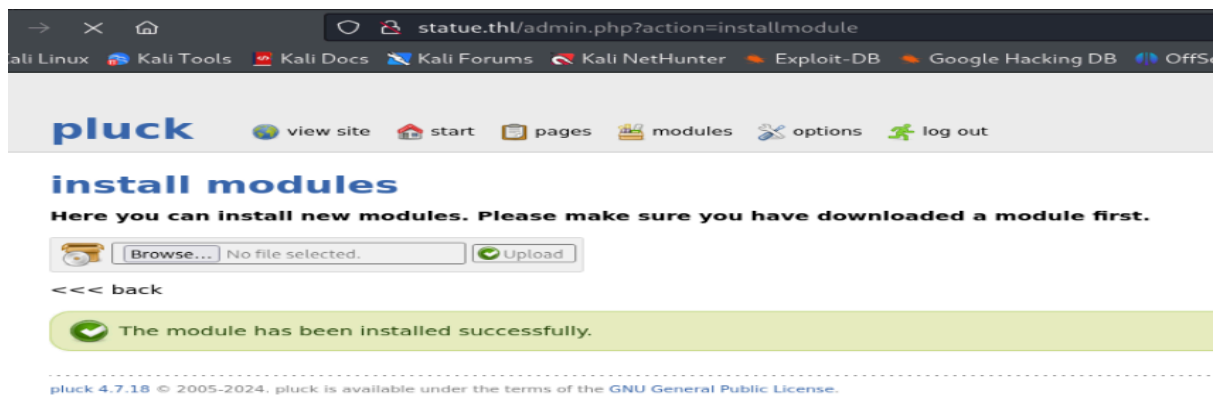 statue.thl/admin.php?action=installmodule
Kali Linux Kali Tools Kali Docs Kali Forums Kali NetHunter Exploit-DB Google Hacking DB
pluck view site start pages modules options log out
install modules
Here you can install new modules. Please make sure you have downloaded a module first.
Browse... No file selected. Upload
<<< back
The module has been installed successfully.
pluck 4.7.18 © 2005-2024. pluck is available under the terms of the GNU General Public License.